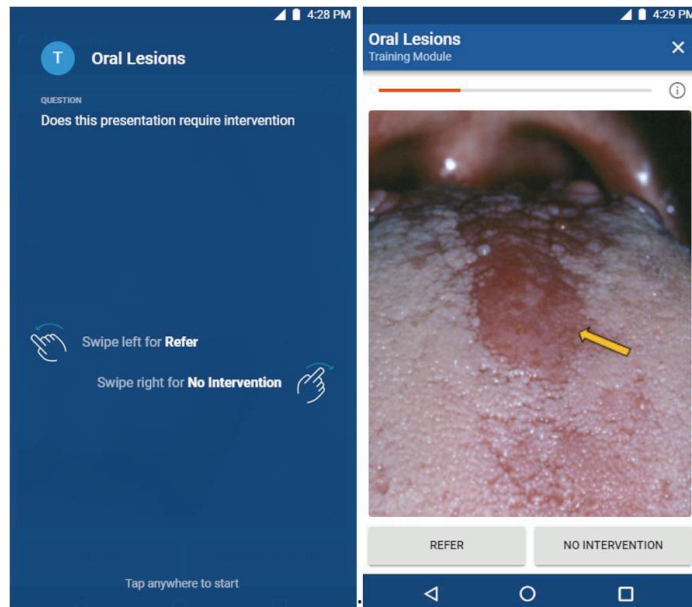 4:28 PM
T
Oral Lesions
QUESTION
Does this presentation require intervention
Swipe left for Refer
Swipe right for No Intervention
Tap anywhere to start
4:29 PM
Oral Lesions
Training Module
REFER
NO INTERVENTION